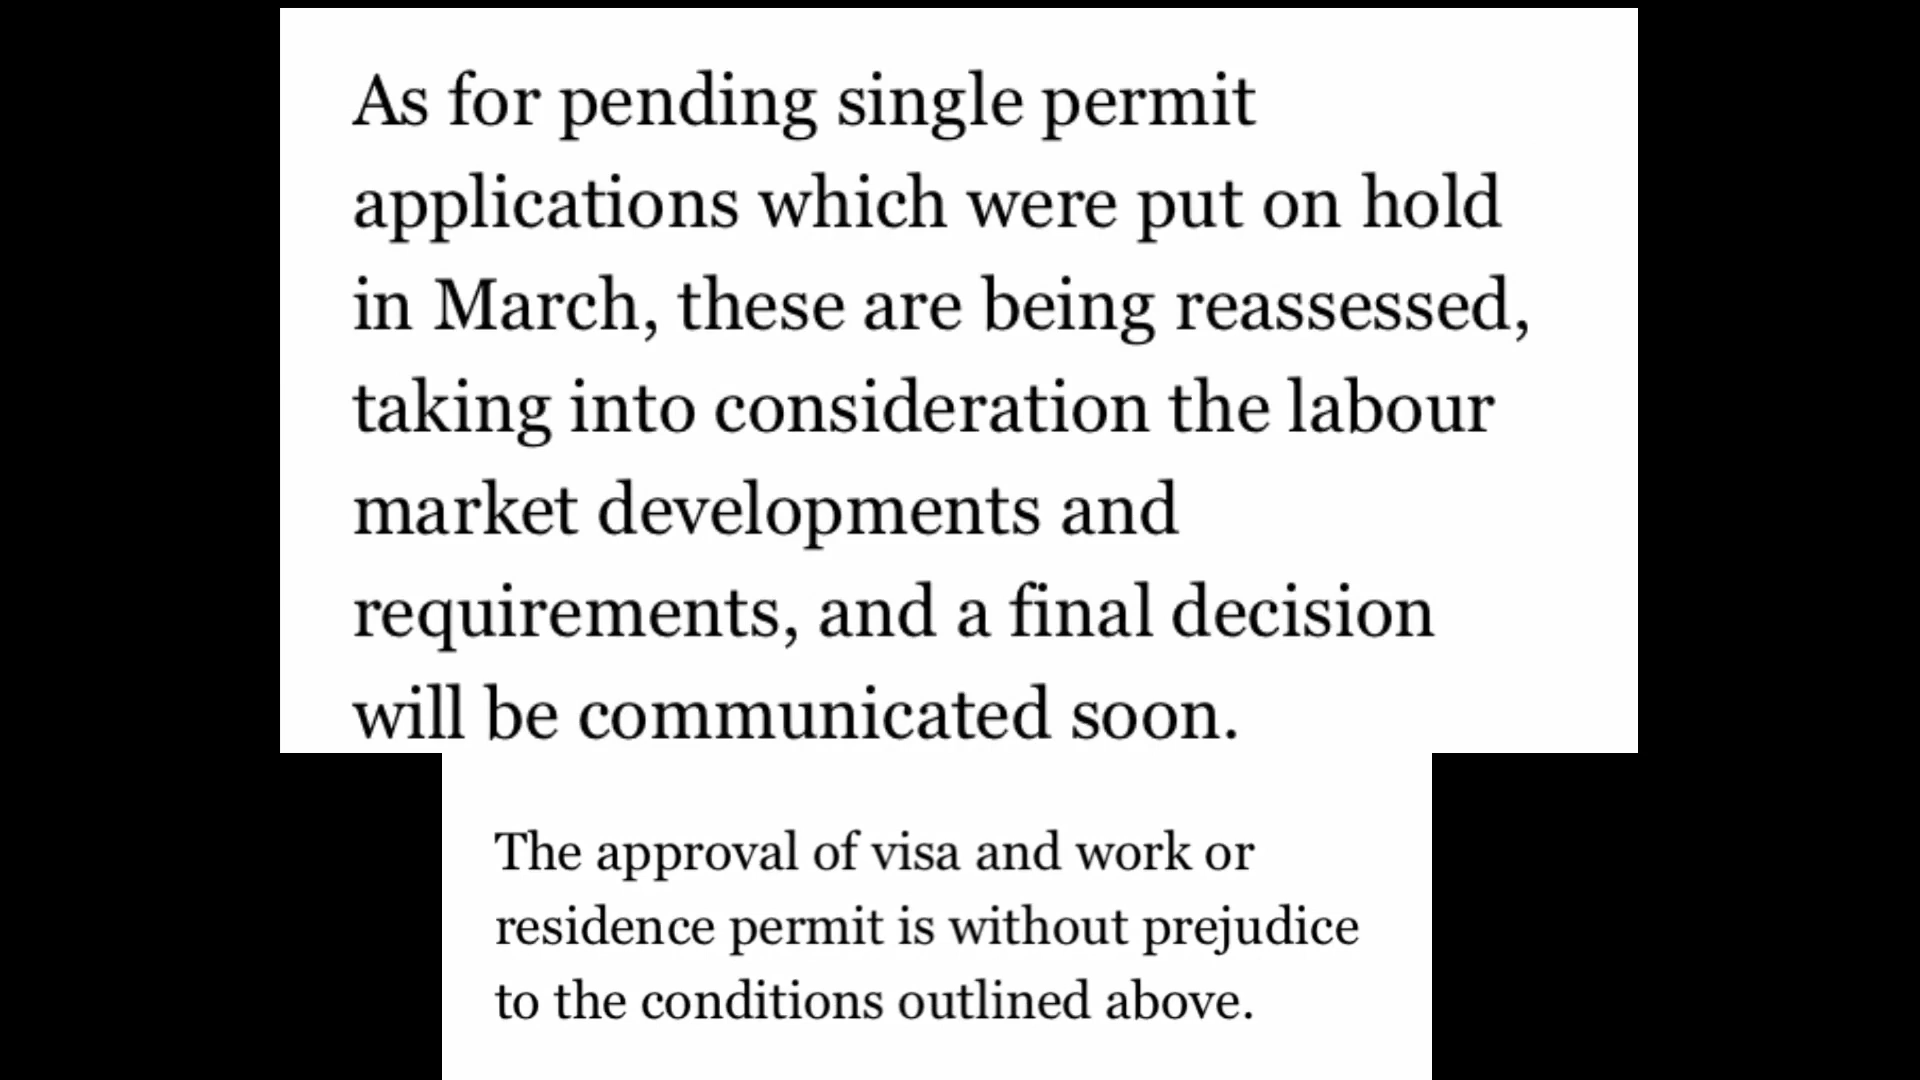 As for pending single permit
applications which were put on hold
in March, these are being reassessed,
taking into consideration the labour
market developments and
requirements, and a final decision
will be communicated soon.
The approval of visa and work or
residence permit is without prejudice
to the conditions outlined above.